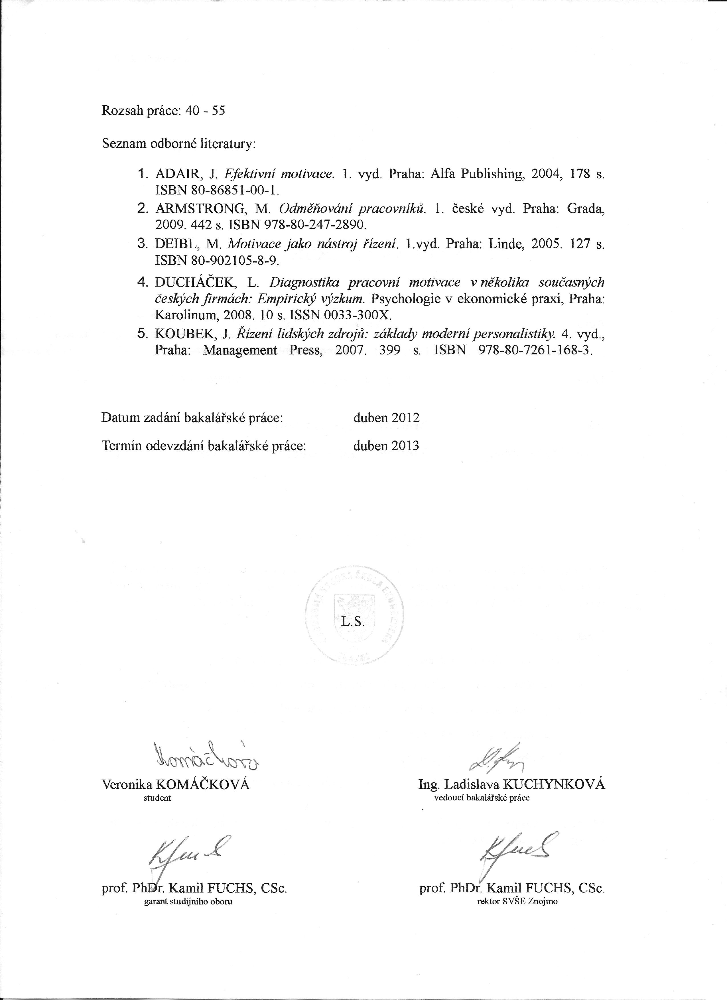 Rozsah práce: 40 - 55
Seznam odborné literatury:
1. ADAIR, J. Efektivní motivace. 1. vyd. Praha: Alfa Publishing, 2004, 178 s.
ISBN 80-86851-00-1.
2. ARMSTRONG, M. Odměňování pracovníků. 1. české vyd. Praha: Grada,
2009. 442 s. ISBN 978-80-247-2890.
3. DEIBL, M. Motivace jako nástroj řízení. 1.vyd. Praha: Linde, 2005. 127 s.
ISBN 80-902105-8-9.
4. DUCHÁČEK, L. Diagnostika pracovní motivace v několika současných
českých firmách: Empirický výzkum. Psychologie v ekonomické praxi, Praha:
Karolinum, 2008. 10 s. ISSN 0033-300X.
5. KOUBEK, J. Řízení lidských zdrojů: základy moderní personalistiky. 4. vyd.,
Praha: Management Press, 2007. 399 s. ISBN 978-80-7261-168-3.
Datum zadání bakalářské práce: duben 2012
Termín odevzdání bakalářské práce: duben 2013
ŠKOLA
L.S.
Komáčková
Veronika KOMÁČKOVÁ Ing. Ladislava KUCHYNKOVÁ
student vedoucí bakalářské práce
prof. PhDr. Kamil FUCHS, CSc. prof. PhDr. Kamil FUCHS, CSc.
garant studijního oboru rektor SVŠE Znojmo